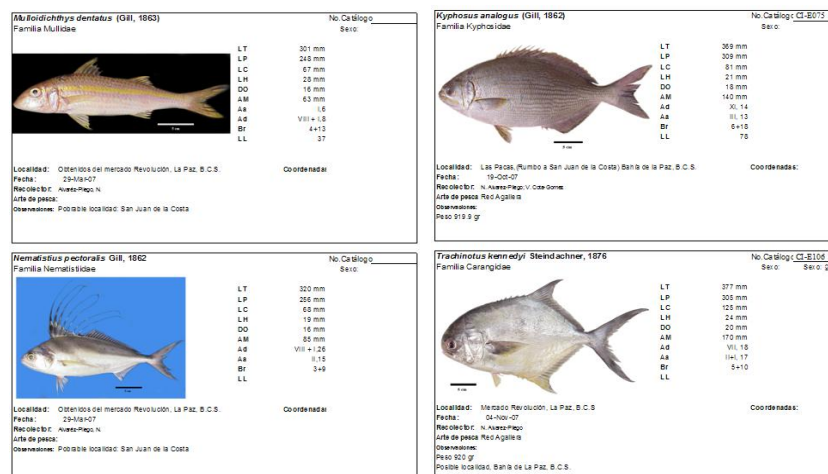 Mulloidichthys dentatus (Gill, 1863) No.Catálogo
Familia Mullidae Sexo:
LT 301 mm
LP 248 mm
LC 67 mm
LH 28 mm
DO 16 mm
AM 63 mm
Aa I,6
Ad VIII + I,8
Br 4+13
LL 37
Localidad: Obtenidos del mercado Revolución, La Paz, B.C.S. Coordenadas
Fecha: 29-Mar-07
Recolector: Alvarez-Pliego, N.
Arte de pesca:
Observaciones: Pobrable localidad: San Juan de la Costa
Kyphosus analogus (Gill, 1862) No.Catálogo CI-E075
Familia Kyphosidae Sexo:
LT 369 mm
LP 309 mm
LC 81 mm
LH 21 mm
DO 18 mm
AM 140 mm
Ad XI, 14
Aa III, 13
Br 6+18
LL 78
Localidad: Las Pacas, (Rumbo a San Juan de la Costa) Bahía de La Paz, B.C.S. Coordenadas:
Fecha: 19-Oct-07
Recolector: N. Alvarez-Pliego; V. Cota Gomez
Arte de pesca Red Agallera
Observaciones:
Peso 919.9 gr
Nematistius pectoralis Gill, 1862 No.Catálogo
Familia Nematistiidae Sexo:
LT 320 mm
LP 256 mm
LC 68 mm
LH 19 mm
DO 16 mm
AM 85 mm
Ad VIII + I,26
Aa II,15
Br 3+9
LL
Localidad: Obtenidos del mercado Revolución, La Paz, B.C.S. Coordenadas
Fecha: 29-Mar-07
Recolector: Alvarez-Pliego, N.
Arte de pesca:
Observaciones: Pobrable localidad: San Juan de la Costa
Trachinotus kennedyi Steindachner, 1876 No.Catálogo CI-E106
Familia Carangidae Sexo: Sexo:
LT 377 mm
LP 305 mm
LC 125 mm
LH 24 mm
DO 20 mm
AM 170 mm
Ad VII, 18
Aa II+I, 17
Br 5+10
LL
Localidad: Mercado Revolución, La Paz, B.C.S Coordenadas:
Fecha: 04-Nov-07
Recolector: N. Alvarez-Pliego
Arte de pesca Red Agallera
Observaciones:
Peso 920 gr
Posible localidad, Bahía de La Paz, B.C.S.